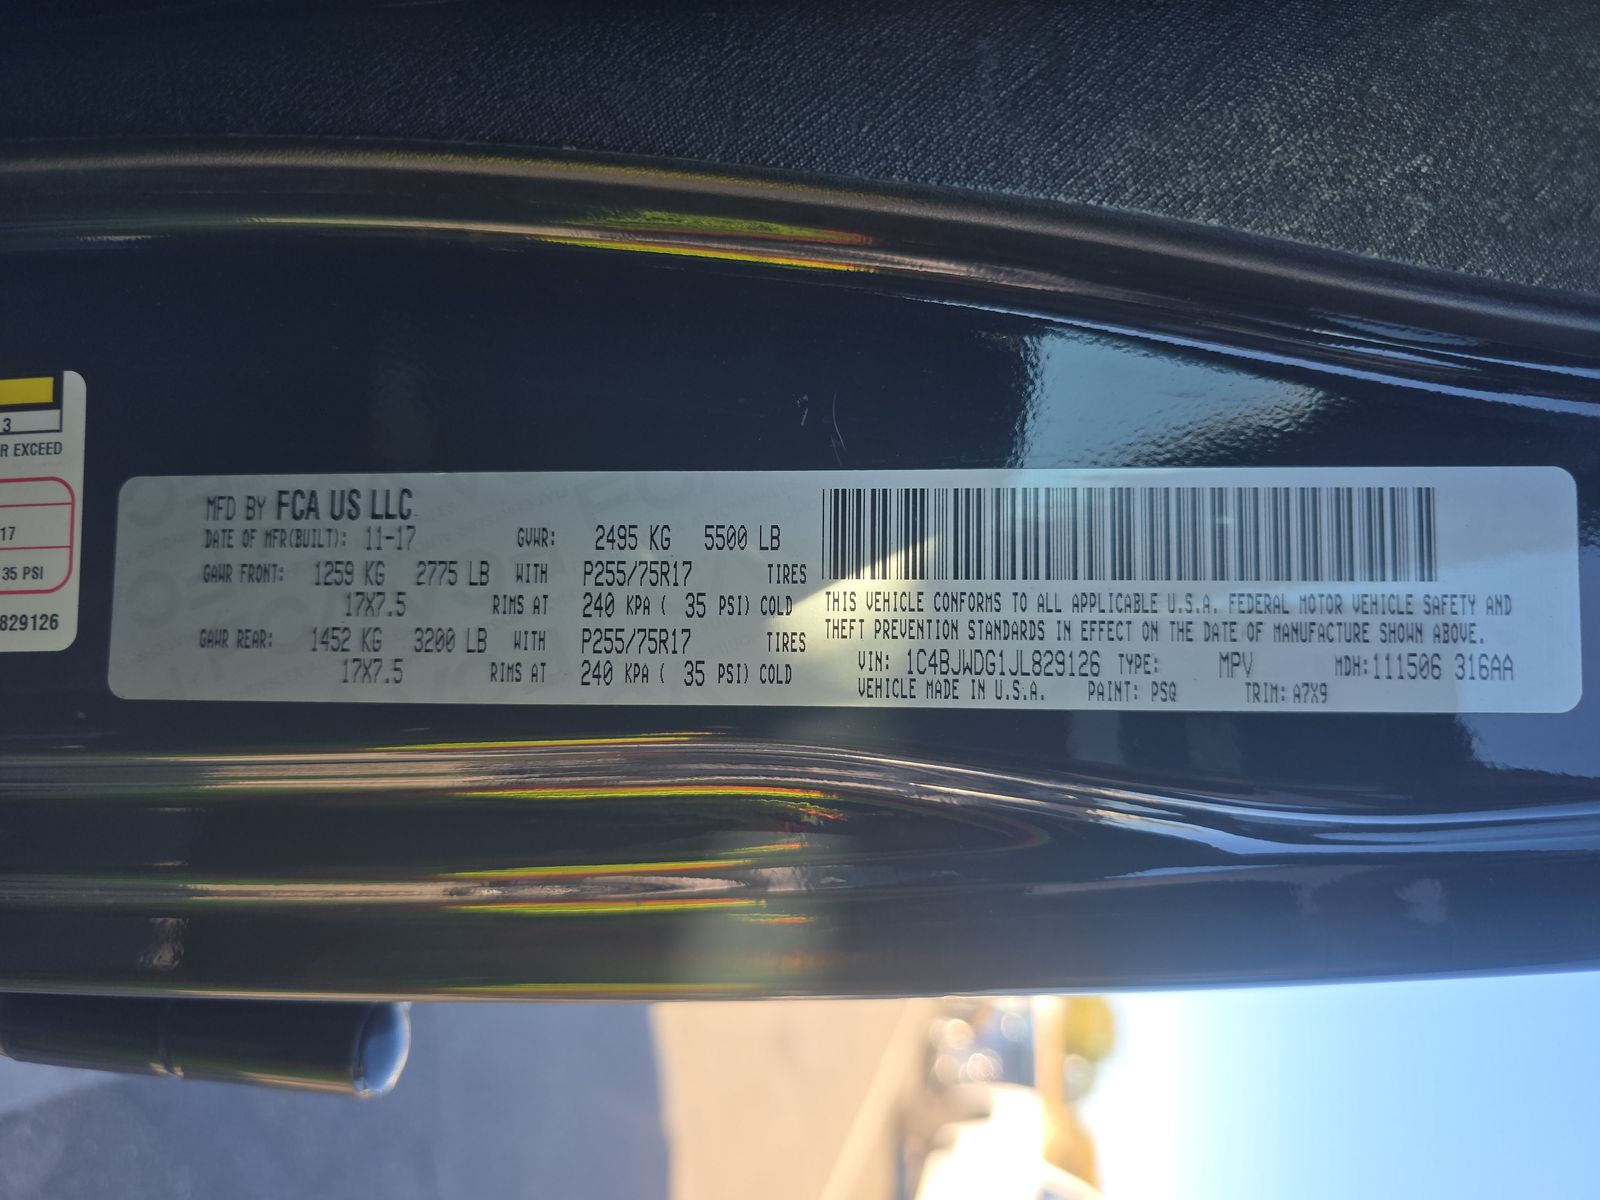 3
R EXCEED
17
35 PSI
829126
MFD BY FCA US LLC
DATE OF MFR(BUILT): 11-17 GVWR: 2495 KG 5500 LB
GAWR FRONT: 1259 KG 2775 LB WITH P255/75R17 TIRES
17X7.5 RIMS AT 240 KPA ( 35 PSI) COLD
GAWR REAR: 1452 KG 3200 LB WITH P255/75R17 TIRES
17X7.5 RIMS AT 240 KPA ( 35 PSI) COLD
THIS VEHICLE CONFORMS TO ALL APPLICABLE U.S.A. FEDERAL MOTOR VEHICLE SAFETY AND
THEFT PREVENTION STANDARDS IN EFFECT ON THE DATE OF MANUFACTURE SHOWN ABOVE.
VIN: 1C4BJWDG1JL829126 TYPE: MPV MDH: 111506 316AA
VEHICLE MADE IN U.S.A. PAINT: PSQ TRIM: A7X9